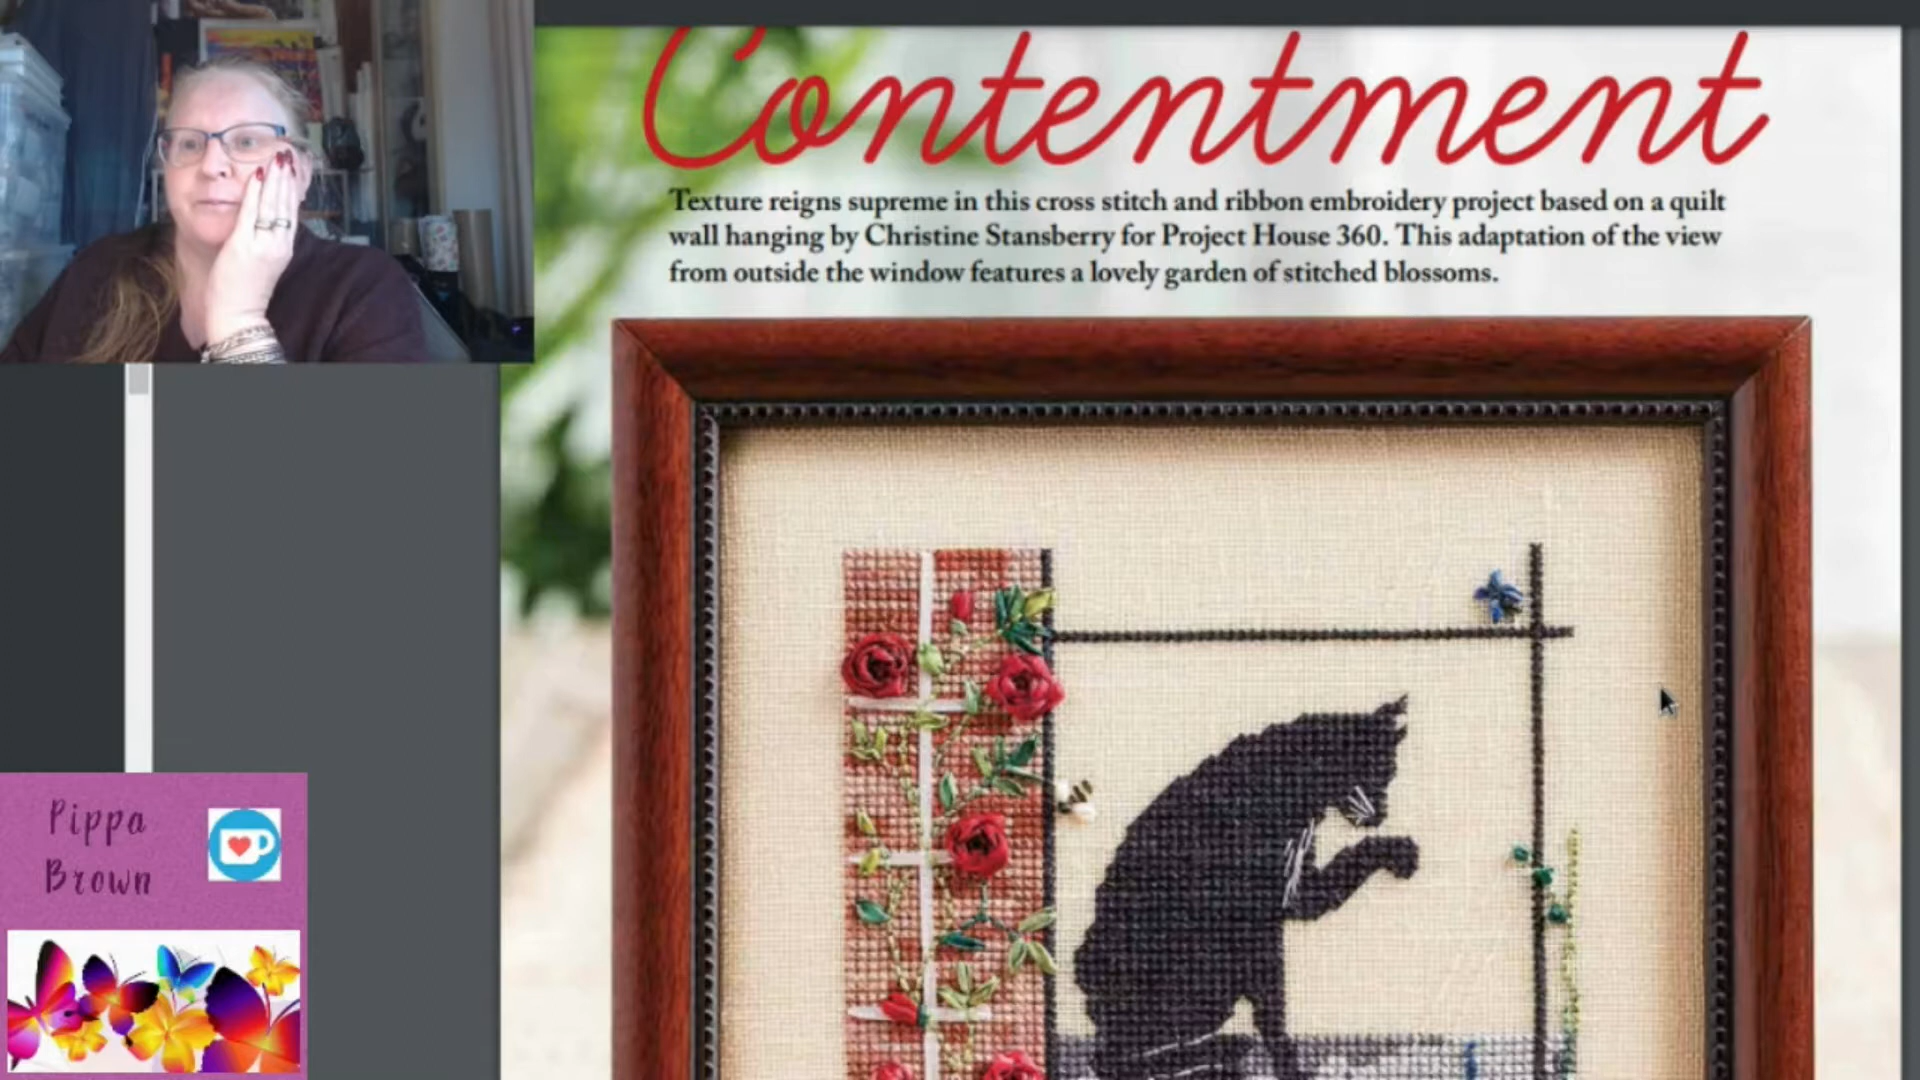 Contentment
Texture reigns supreme in this cross stitch and ribbon embroidery project based on a quilt
wall hanging by Christine Stansberry for Project House 360. This adaptation of the view
from outside the window features a lovely garden of stitched blossoms.
Pippa
Brown